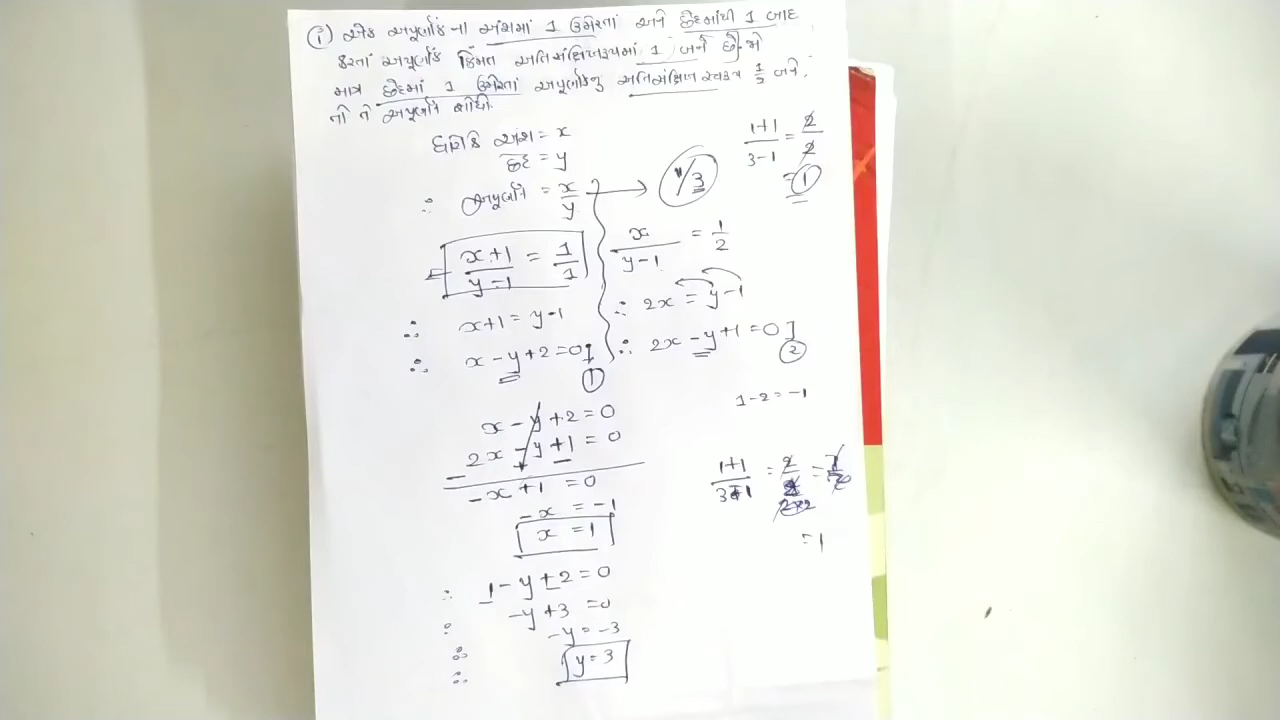 ① એક અપૂર્ણાંકના અંશમાં 1 ઉમેરતાં અને છેદમાંથી 1 બાદ
કરતાં અપૂર્ણાંક કિંમત અતિસંક્ષિપ્તરૂપમાં 1 બને છે. જો
માત્ર છેદમાં 1 ઉમેરતાં અપૂર્ણાંકનું અતિસંક્ષિપ્ત સ્વરૂપ 1/2 બને,
તો તે અપૂર્ણાંક શોધો.
ધારોકે અંશ = x
છેદ = y
∴ અપૂર્ણાંક = x/y → 1/3
(1+1)/(3-1) = 2/2
= 1
(x+1)/(y-1) = 1/1
x/(y-1) = 1/2
∴ x+1 = y-1
∴ 2x = y-1
∴ x-y+2=0 ①
∴ 2x-y+1=0 ②
1-2=-1
x-y+2=0
2x-y+1=0
-x+1=0
-x = -1
x = 1
∴ 1-y+2=0
∴ -y+3=0
∴ -y=-3
∴ y=3
= 1